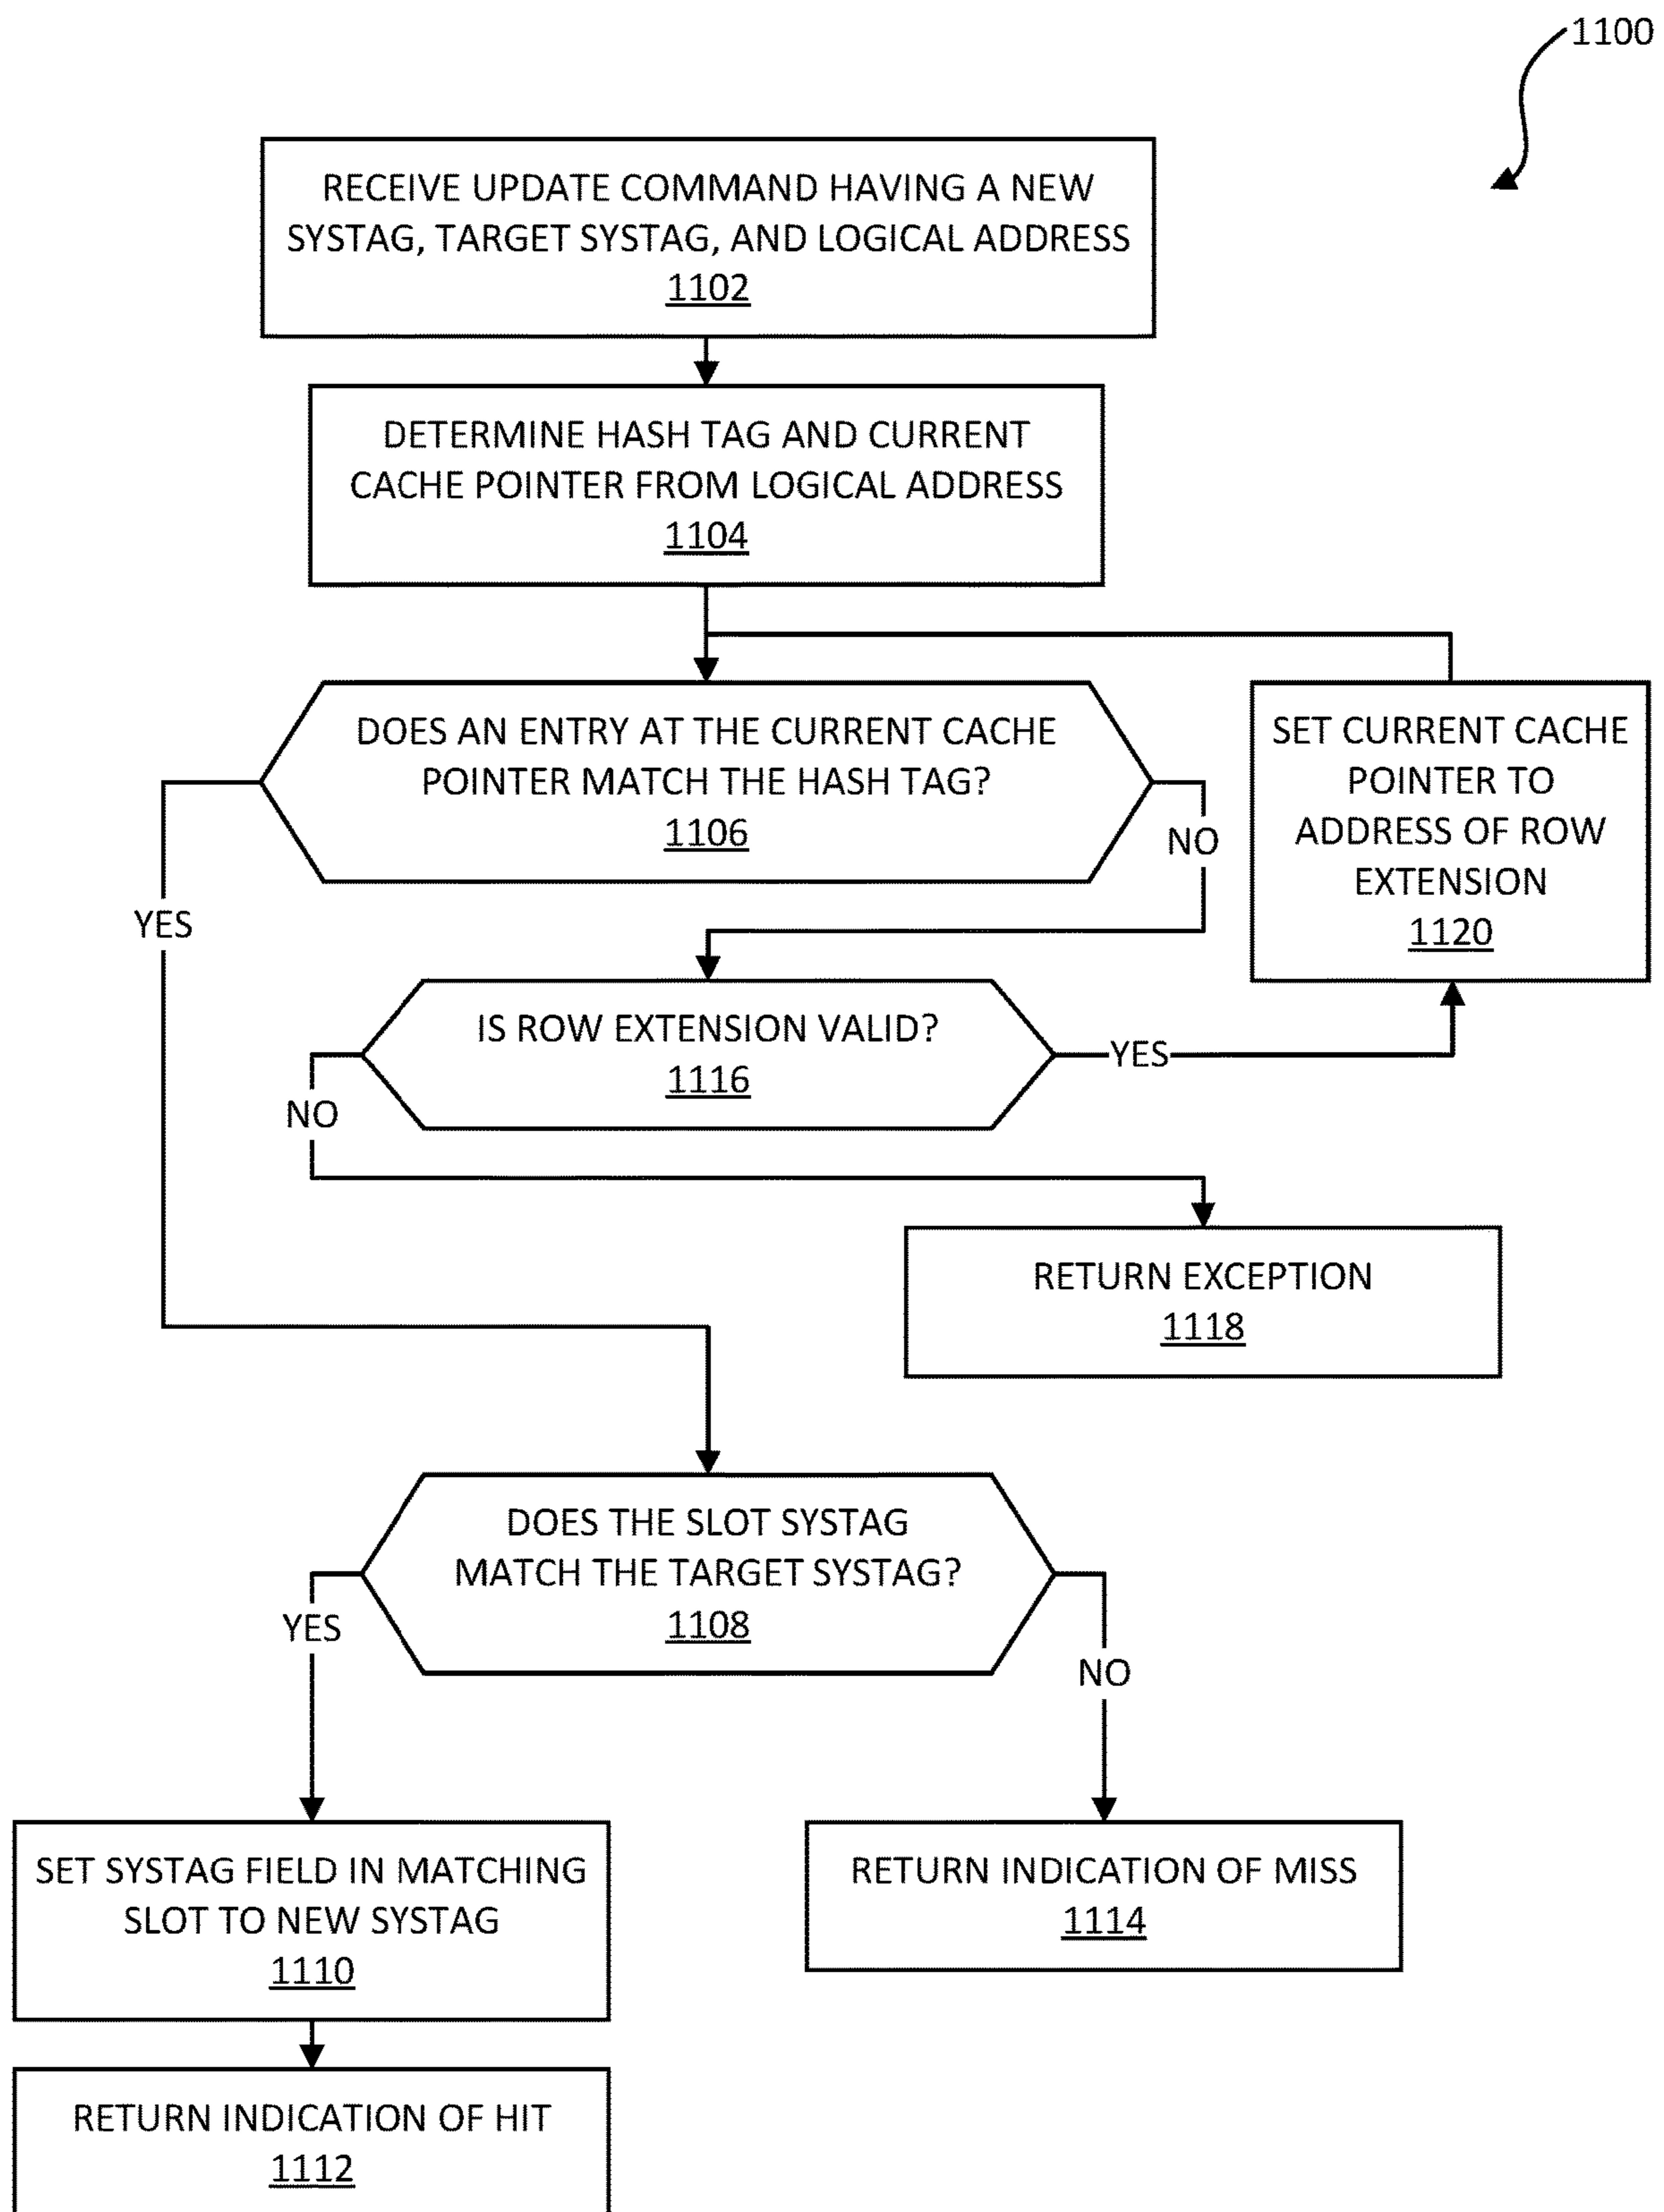 1100
RECEIVE UPDATE COMMAND HAVING A NEW
SYSTAG, TARGET SYSTAG, AND LOGICAL ADDRESS
1102
DETERMINE HASH TAG AND CURRENT
CACHE POINTER FROM LOGICAL ADDRESS
1104
DOES AN ENTRY AT THE CURRENT CACHE
POINTER MATCH THE HASH TAG?
1106
NO
YES
SET CURRENT CACHE
POINTER TO
ADDRESS OF ROW
EXTENSION
1120
IS ROW EXTENSION VALID?
1116
YES
NO
RETURN EXCEPTION
1118
DOES THE SLOT SYSTAG
MATCH THE TARGET SYSTAG?
1108
YES
NO
SET SYSTAG FIELD IN MATCHING
SLOT TO NEW SYSTAG
1110
RETURN INDICATION OF MISS
1114
RETURN INDICATION OF HIT
1112